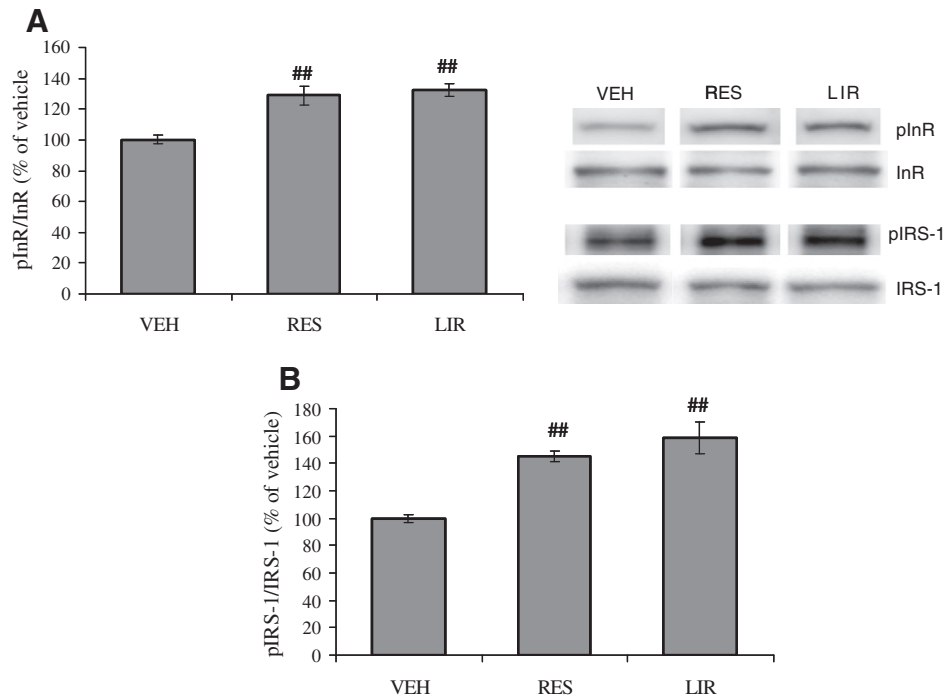 A
pInR/InR (% of vehicle)
160
140
120
100
80
60
40
20
0
##
##
VEH RES LIR
VEH RES LIR
pInR
InR
pIRS-1
IRS-1
B
pIRS-1/IRS-1 (% of vehicle)
180
160
140
120
100
80
60
40
20
0
##
##
VEH RES LIR